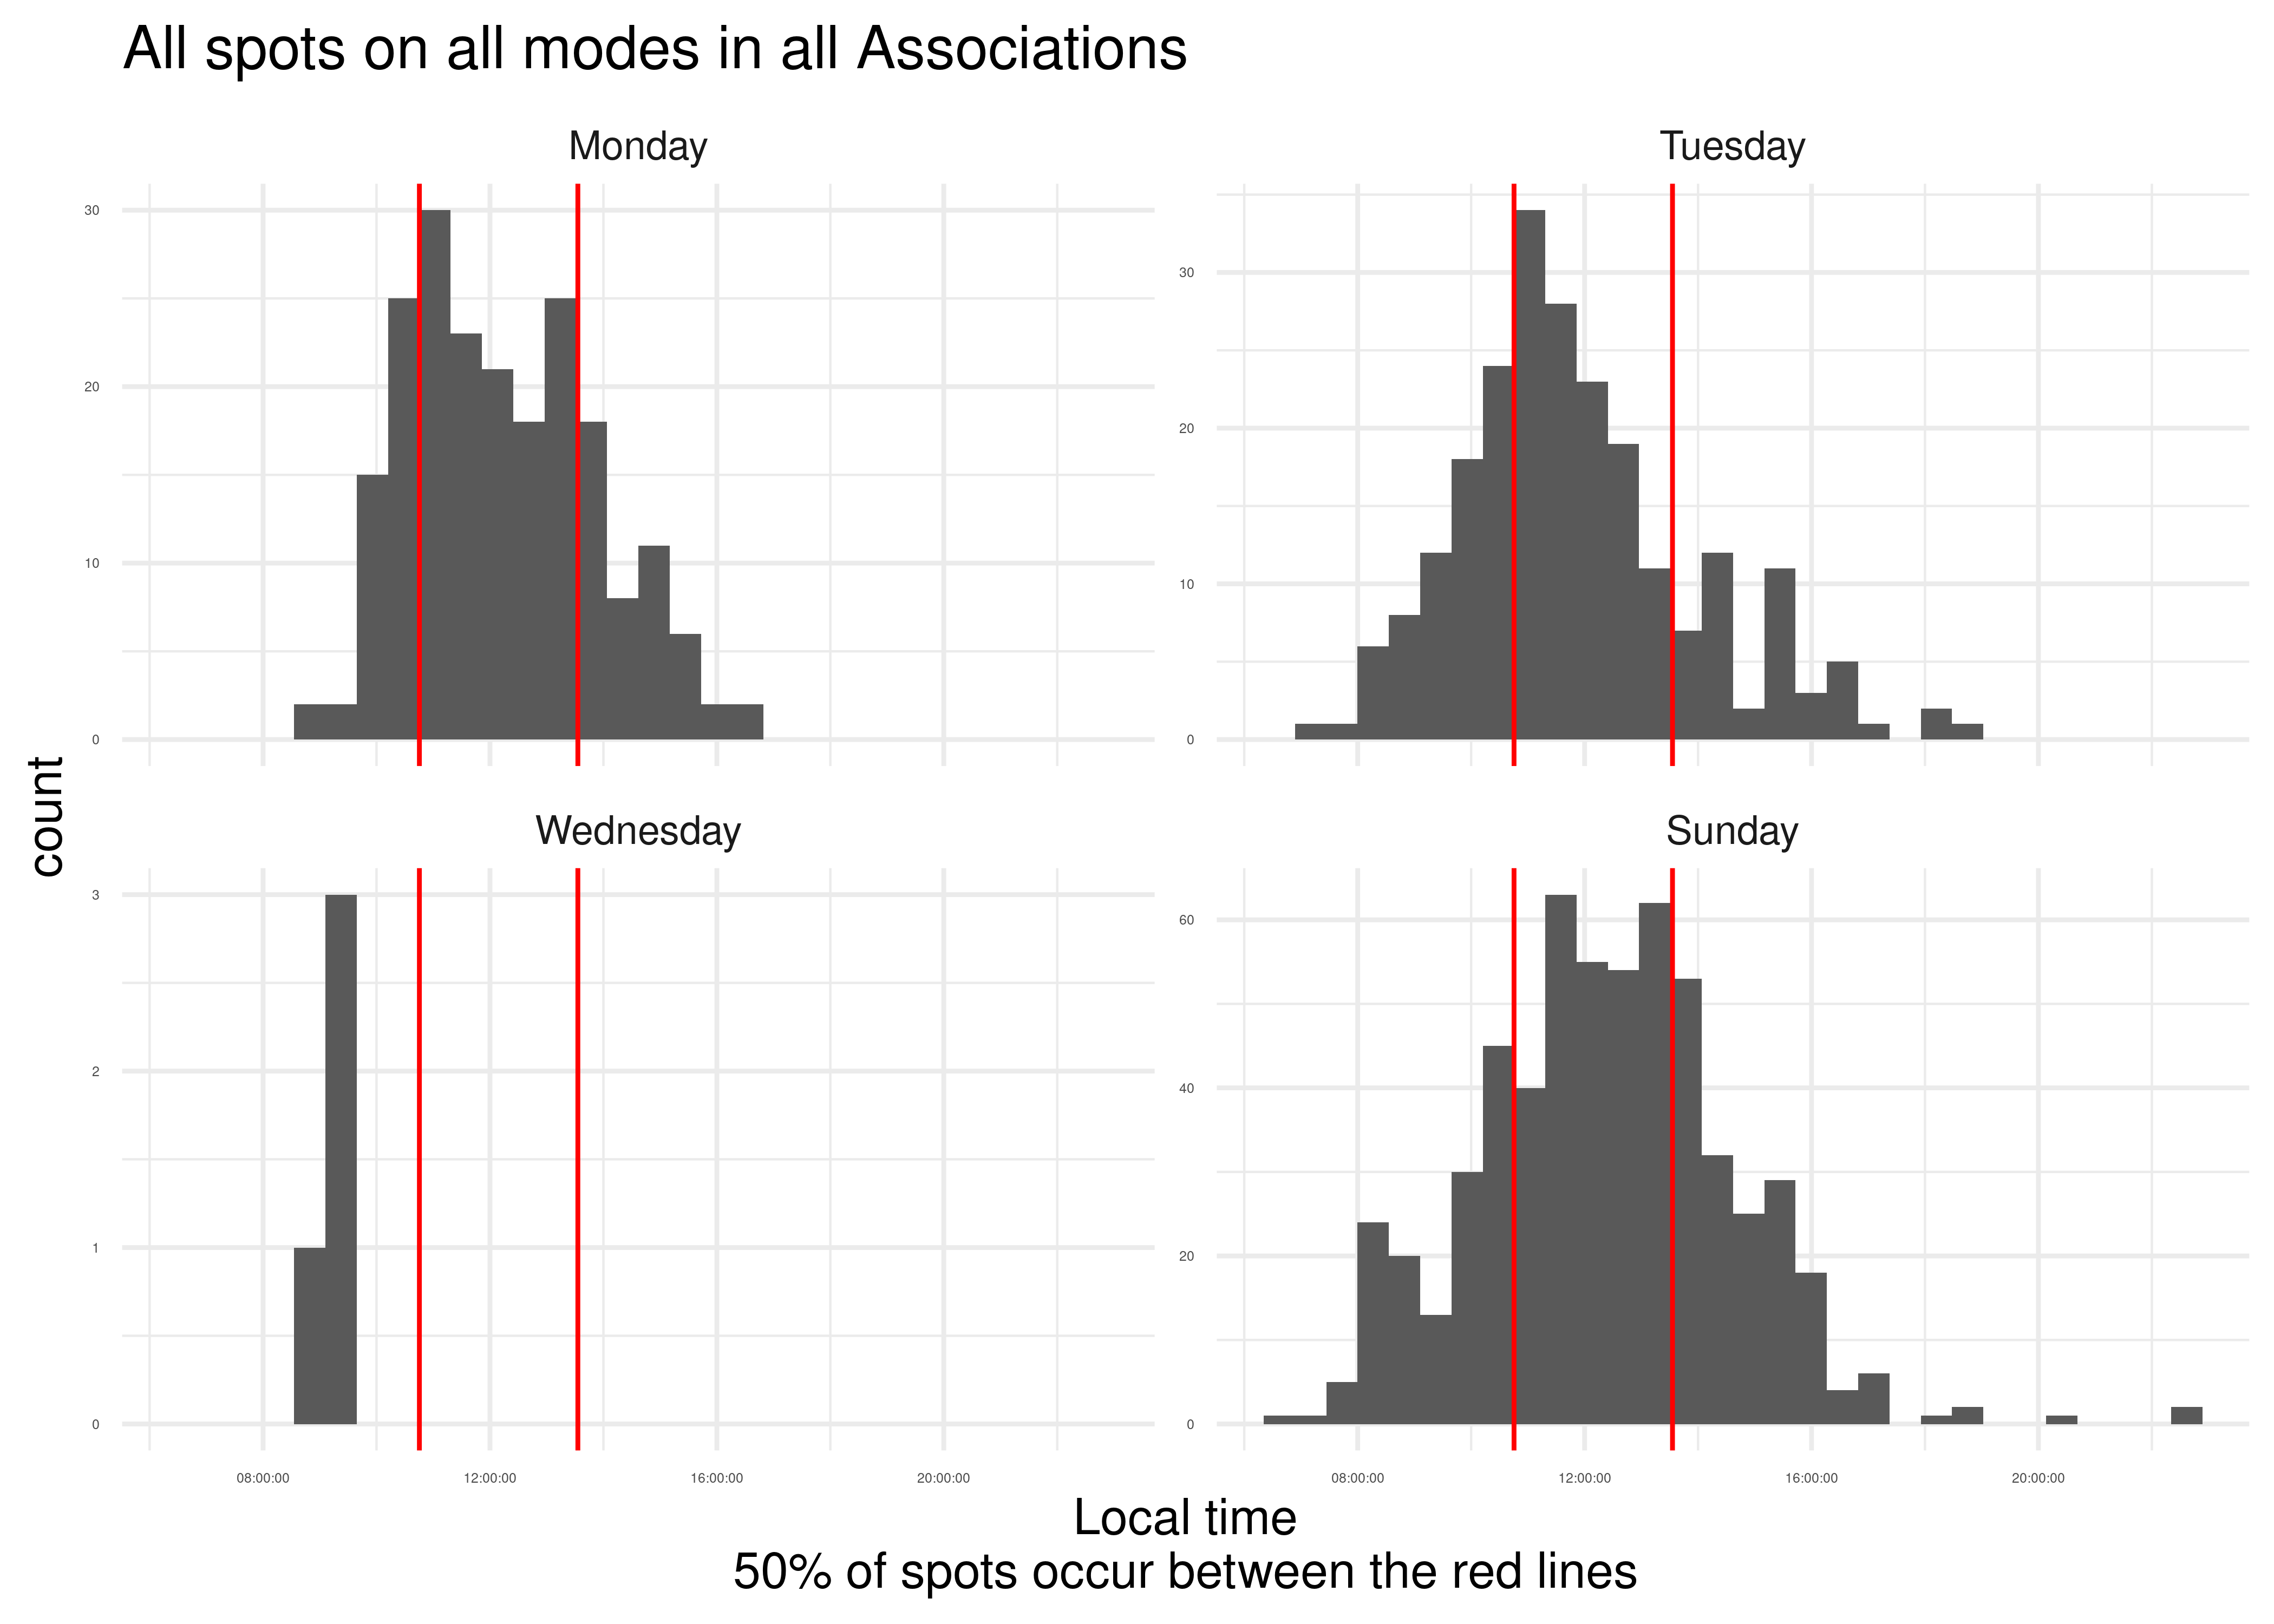 All spots on all modes in all Associations
Monday
Tuesday
30
20
10
0
30
20
10
0
count
Wednesday
Sunday
3
2
1
0
60
40
20
0
08:00:00 12:00:00 16:00:00 20:00:00
08:00:00 12:00:00 16:00:00 20:00:00
Local time
50% of spots occur between the red lines